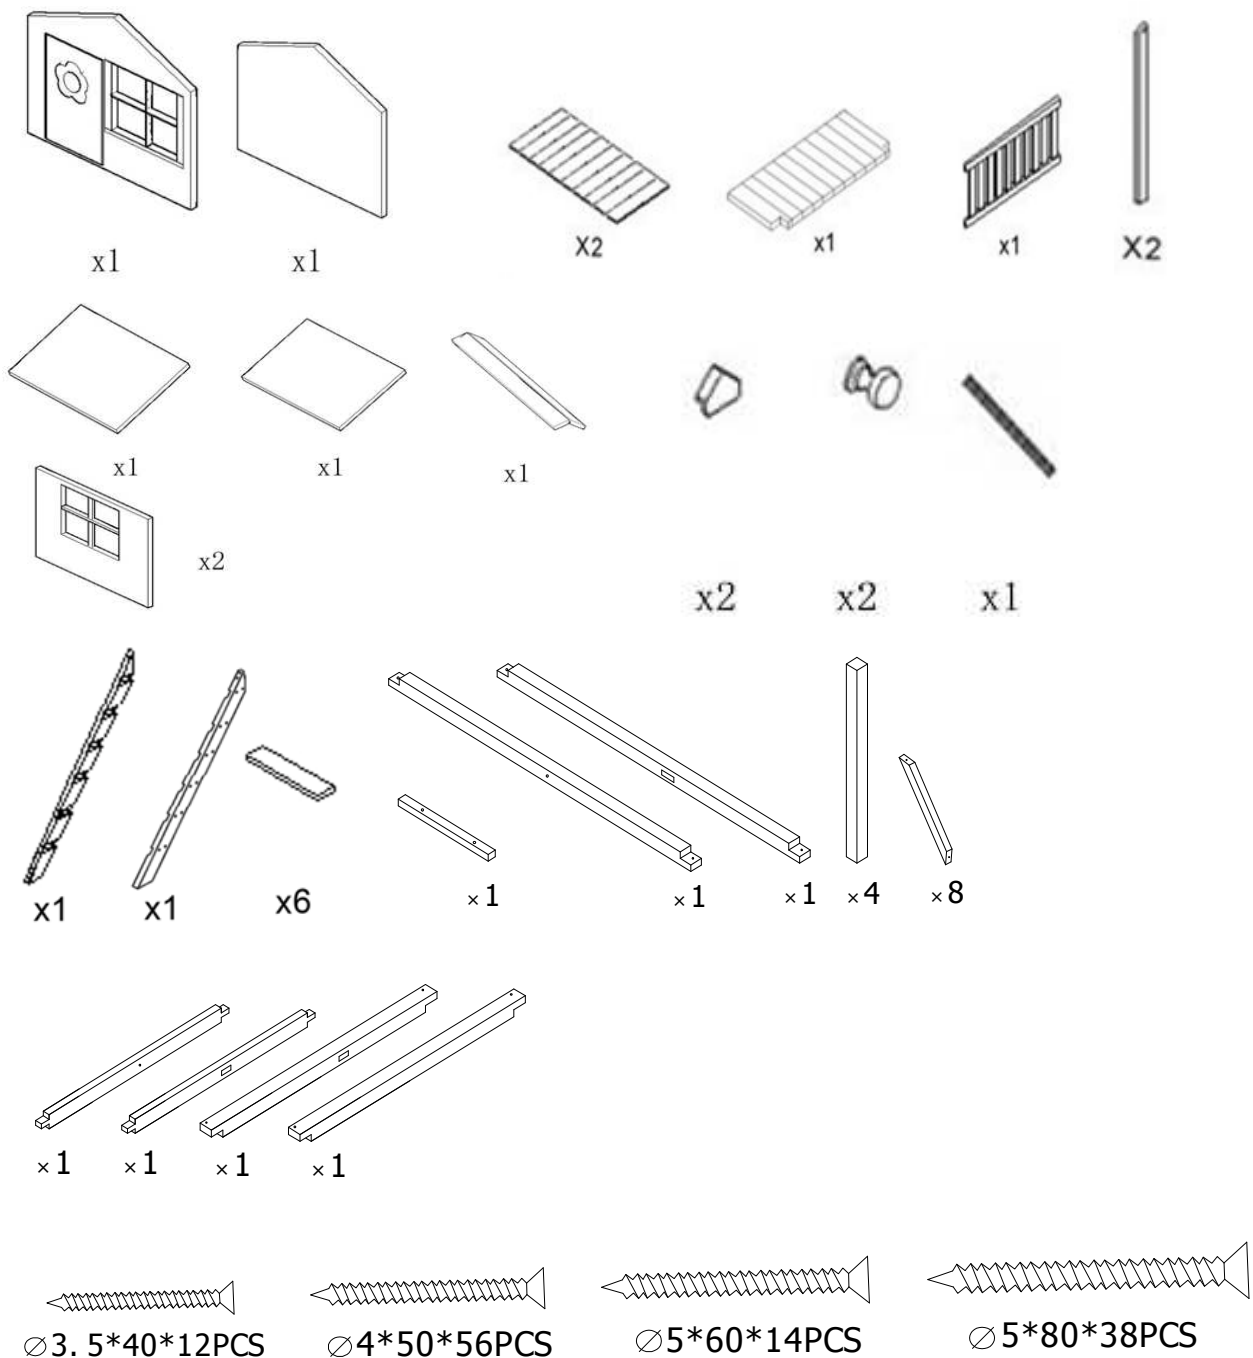 x1
x1
X2
x1
x1
X2
x1
x1
x1
x2
x2
x2
x1
x1
x1
x6
×1
×1
×1
×4
×8
×1
×1
×1
×1
∅3. 5*40*12PCS
∅4*50*56PCS
∅5*60*14PCS
∅5*80*38PCS